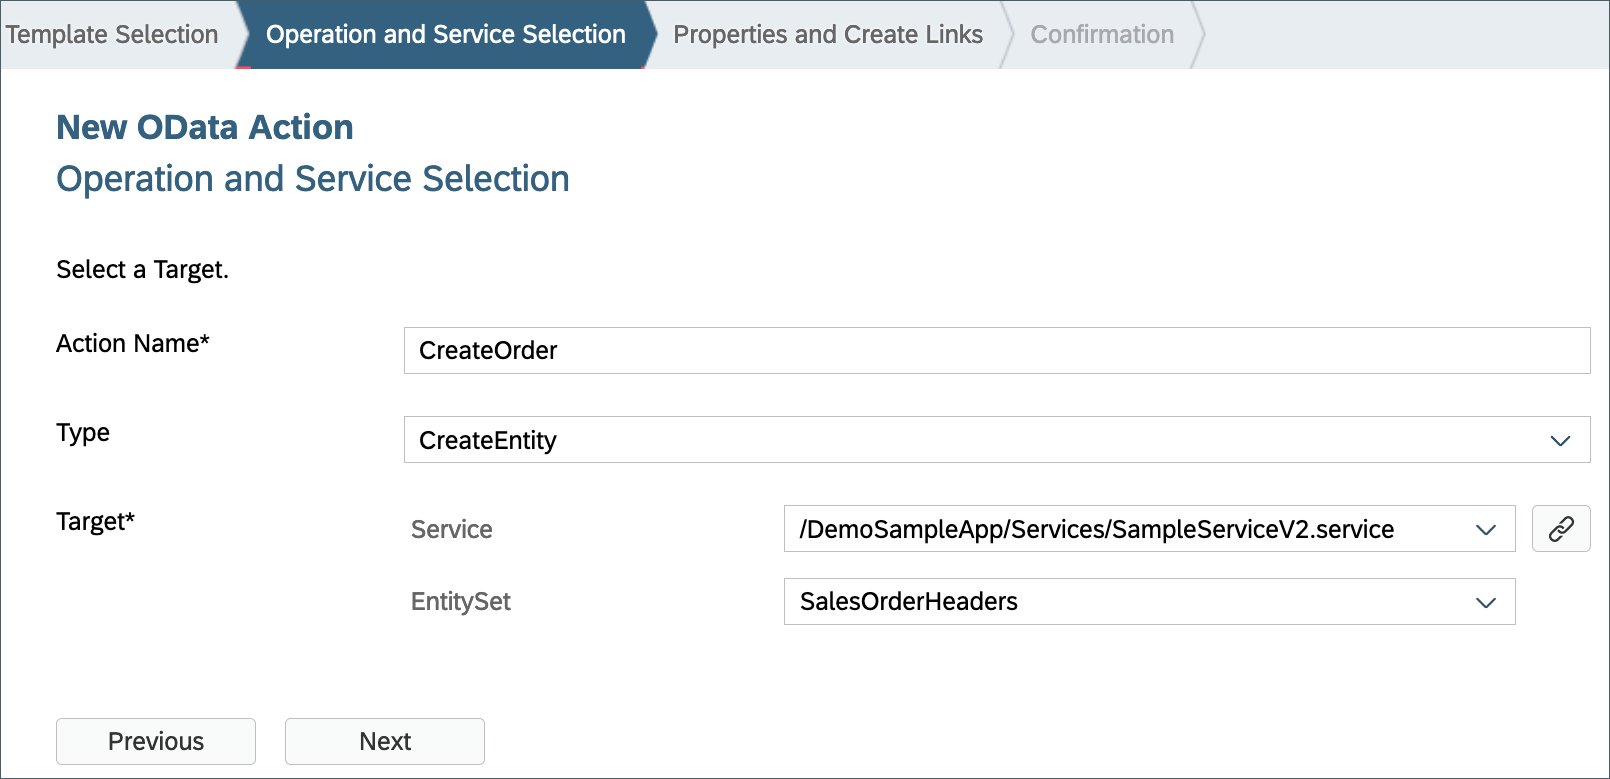 Template Selection Operation and Service Selection Properties and Create Links Confirmation
New OData Action
Operation and Service Selection
Select a Target.
Action Name* CreateOrder
Type CreateEntity
Target* Service /DemoSampleApp/Services/SampleServiceV2.service
EntitySet SalesOrderHeaders
Previous Next